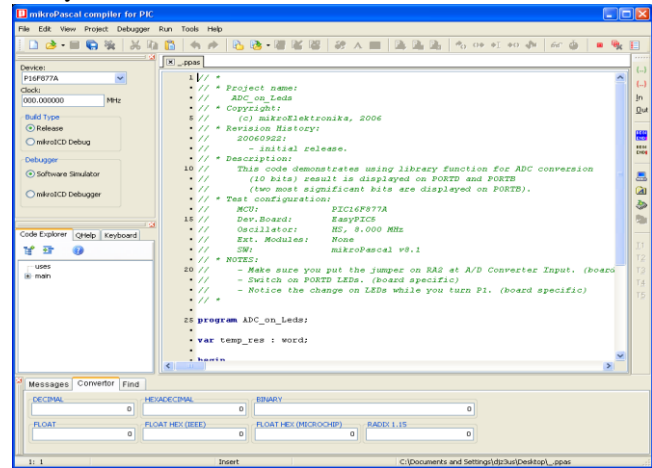 mikroPascal compiler for PIC
File Edit View Project Debugger Run Tools Help
Device:
P16F877A
Clock:
000.000000 MHz
Build Type
Release
mikroICD Debug
Debugger
Software Simulator
mikroICD Debugger
Code Explorer QHelp Keyboard
uses
main
_.ppas
1 // *
// * Project name:
// ADC_on_Leds
// * Copyright:
5 // (c) mikroElektronika, 2006
// * Revision History:
// 20060922:
// - initial release.
// * Description:
10 // This code demonstrates using library function for ADC conversion
// (10 bits) result is displayed on PORTD and PORTB
// (two most significant bits are displayed on PORTB).
// * Test configuration:
// MCU: PIC16F877A
15 // Dev.Board: EasyPIC5
// Oscillator: HS, 8.000 MHz
// Ext. Modules: None
// SW: mikroPascal v8.1
// * NOTES:
20 // - Make sure you put the jumper on RA2 at A/D Converter Input. (board
// - Switch on PORTD LEDs. (board specific)
// - Notice the change on LEDs while you turn P1. (board specific)
// *
25 program ADC_on_Leds;
var temp_res : word;
begin
In
Out
T1
T2
T3
T4
T5
Messages Convertor Find
DECIMAL HEXADECIMAL BINARY
0 0 0
FLOAT FLOAT HEX (IEEE) FLOAT HEX (MICROCHIP) RADIX 1.15
0 0 0 0
1: 1 Insert C:\Documents and Settings\djz3us\Desktop\_.ppas